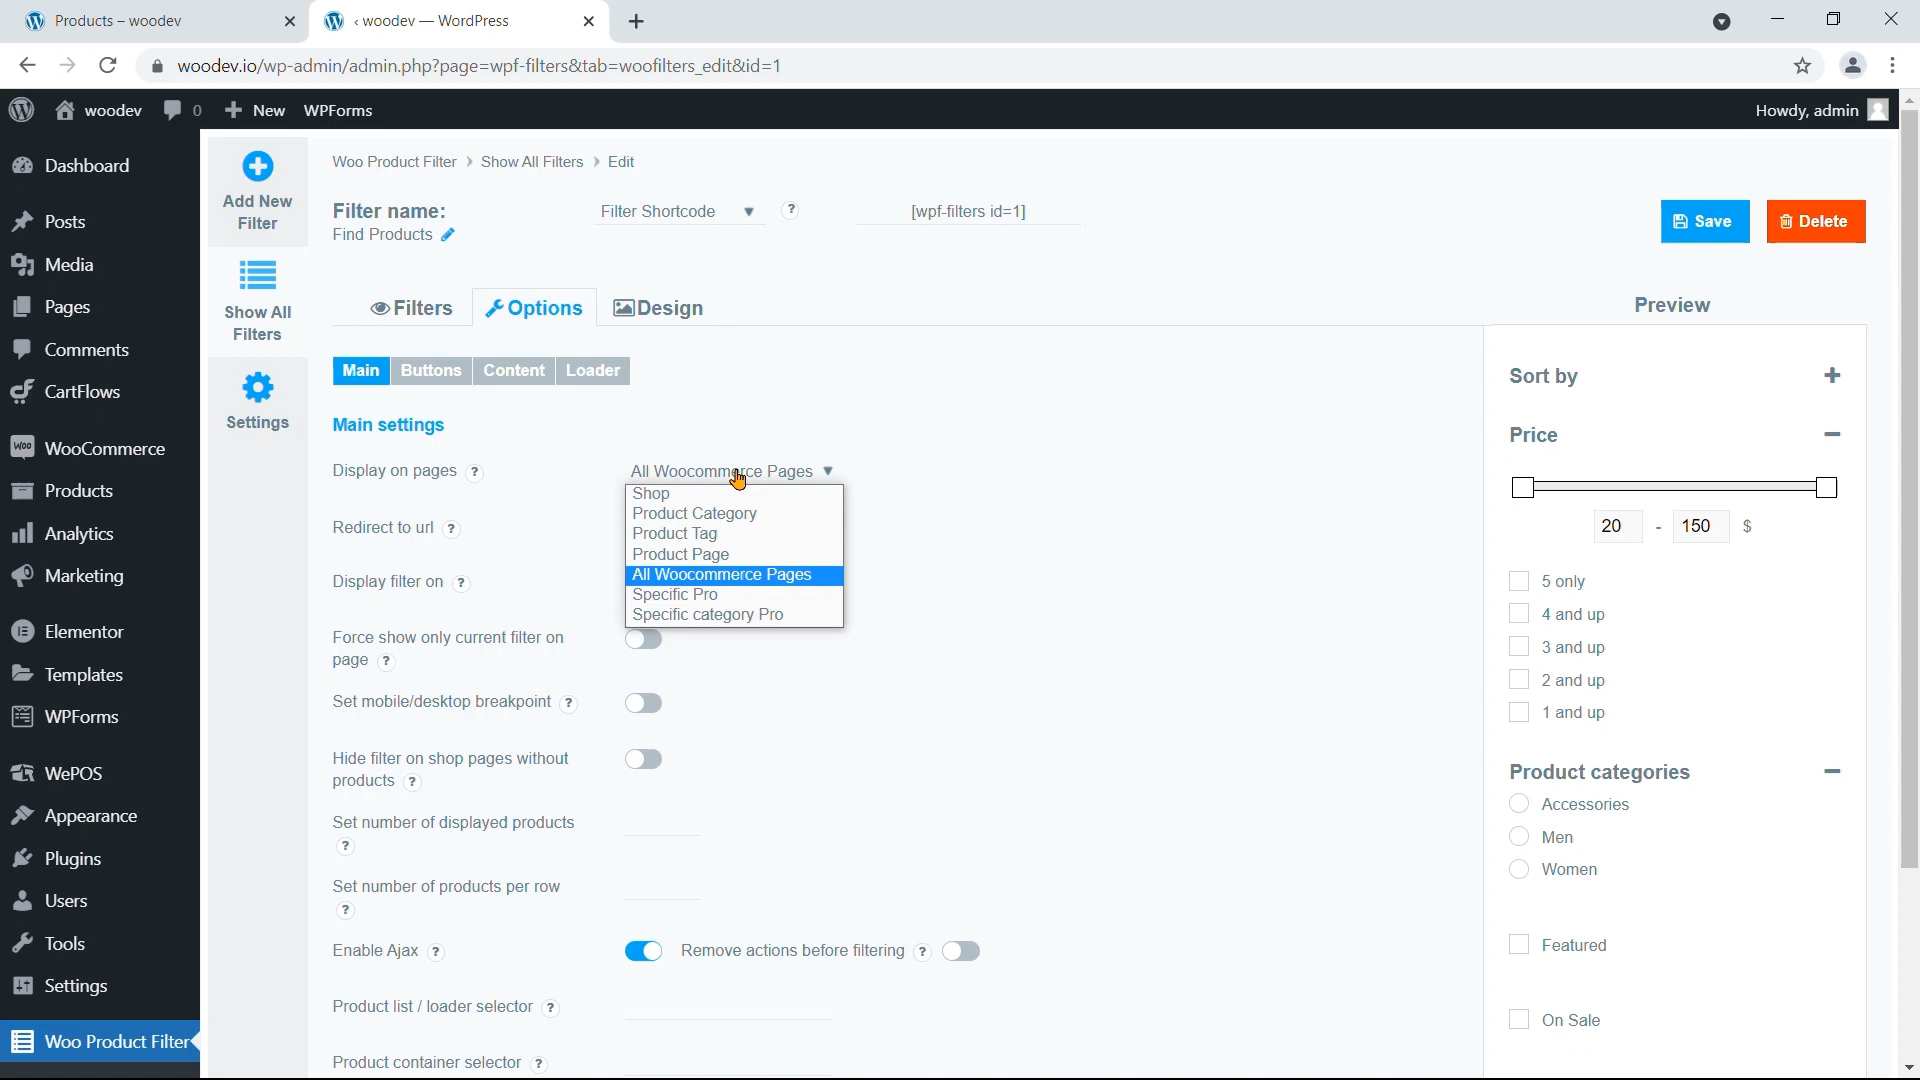 Products – woodev
‹ woodev — WordPress
woodev.io/wp-admin/admin.php?page=wpf-filters&tab=woofilters_edit&id=1
woodev
0
New
WPForms
Howdy, admin
Dashboard
Posts
Media
Pages
Comments
CartFlows
Woo
WooCommerce
Products
Analytics
Marketing
Elementor
Templates
WPForms
WePOS
Appearance
Plugins
Users
Tools
Settings
Woo Product Filter
Add New
Filter
Show All
Filters
Settings
Woo Product Filter › Show All Filters › Edit
Filter name:
Find Products
Filter Shortcode
?
[wpf-filters id=1]
Save
Delete
Filters
Options
Design
Main
Buttons
Content
Loader
Main settings
Display on pages ?
All Woocommerce Pages
Shop
Product Category
Product Tag
Product Page
All Woocommerce Pages
Specific Pro
Specific category Pro
Redirect to url ?
Display filter on ?
Force show only current filter on
page ?
Set mobile/desktop breakpoint ?
Hide filter on shop pages without
products ?
Set number of displayed products
?
Set number of products per row
?
Enable Ajax ?
Remove actions before filtering ?
Product list / loader selector ?
Product container selector ?
Preview
Sort by
Price
20 - 150 $
5 only
4 and up
3 and up
2 and up
1 and up
Product categories
Accessories
Men
Women
Featured
On Sale